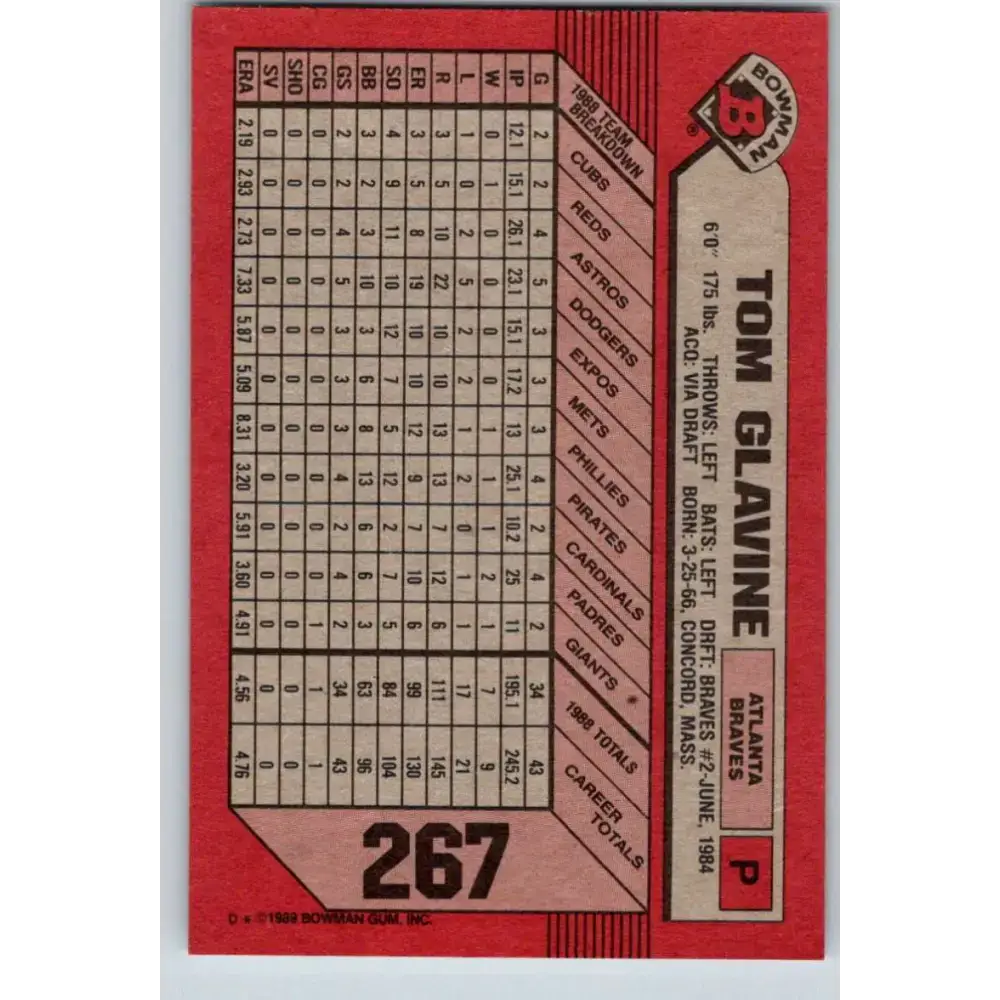 BOWMAN
B
®
TOM GLAVINE
ATLANTA
BRAVES
P
6'0" 175 lbs. THROWS: LEFT BATS: LEFT DRFT: BRAVES #2-JUNE, 1984
ACQ: VIA DRAFT BORN: 3-25-66, CONCORD, MASS.
1988 TEAM
BREAKDOWN
CUBS REDS ASTROS DODGERS EXPOS METS PHILLIES PIRATES CARDINALS PADRES GIANTS * 1988 TOTALS CAREER TOTALS
G 2 2 4 5 3 3 3 4 2 4 2 34 43
IP 12.1 15.1 26.1 23.1 15.1 17.2 13 25.1 10.2 25 11 195.1 245.2
W 0 1 0 0 0 0 1 1 1 2 1 7 9
L 1 0 2 5 2 2 1 2 0 1 1 17 21
R 3 5 10 22 10 10 13 13 7 12 6 111 145
ER 3 5 8 19 10 10 12 9 7 10 6 99 130
SO 4 9 11 10 12 7 5 12 2 7 5 84 104
BB 3 2 3 10 3 6 8 13 6 6 3 63 96
GS 2 2 4 5 3 3 3 4 2 4 2 34 43
CG 0 0 0 0 0 0 0 0 0 0 1 1 1
SHO 0 0 0 0 0 0 0 0 0 0 0 0 0
SV 0 0 0 0 0 0 0 0 0 0 0 0 0
ERA 2.19 2.93 2.73 7.33 5.87 5.09 8.31 3.20 5.91 3.60 4.91 4.56 4.76
267
D * ©1989 BOWMAN GUM, INC.